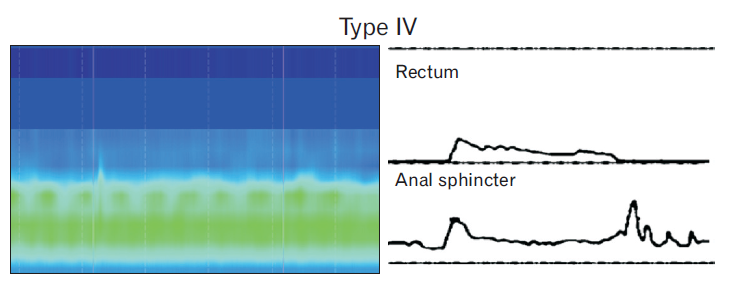 Type IV
Rectum
Anal sphincter